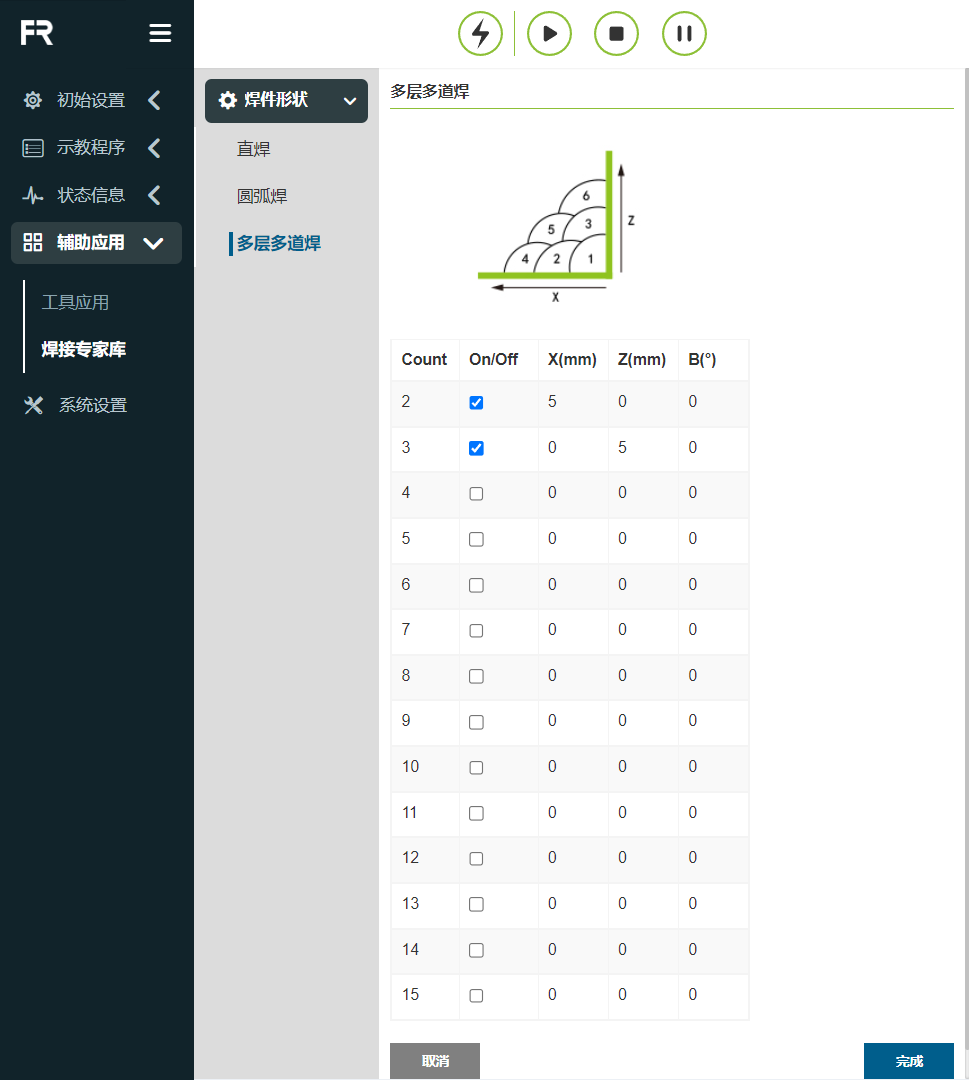 FR
初始设置
示教程序
状态信息
辅助应用
工具应用
焊接专家库
系统设置
焊件形状
直焊
圆弧焊
多层多道焊
多层多道焊
6
5 3
4 2 1
Z
X
Count On/Off X(mm) Z(mm) B(°)
2 5 0 0
3 0 5 0
4 0 0 0
5 0 0 0
6 0 0 0
7 0 0 0
8 0 0 0
9 0 0 0
10 0 0 0
11 0 0 0
12 0 0 0
13 0 0 0
14 0 0 0
15 0 0 0
取消 完成